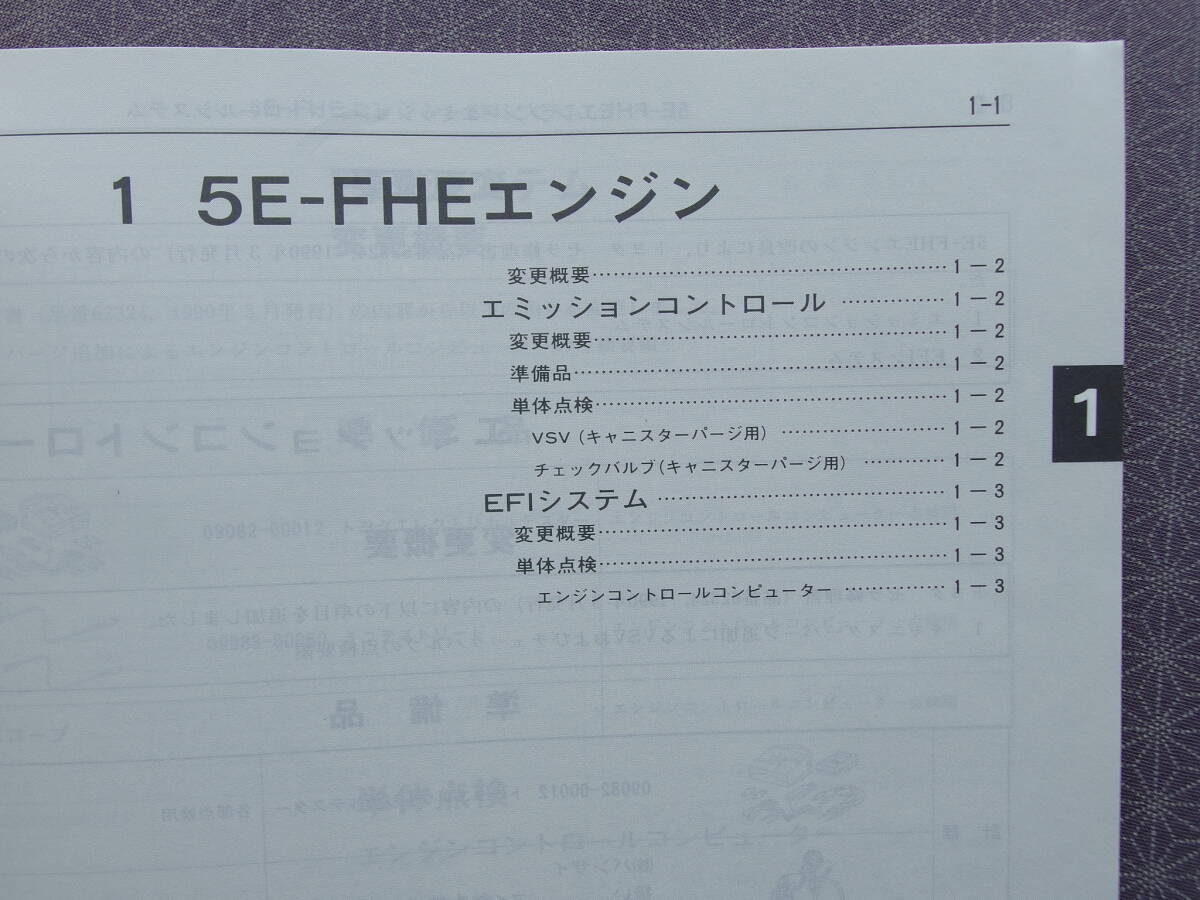 1-1
1 5E-FHEエンジン
変更概要……………………………………1－2
エミッションコントロール……………1－2
変更概要……………………………………1－2
準備品………………………………………1－2
単体点検……………………………………1－2
VSV（キャニスターパージ用）…………………1－2
チェックバルブ（キャニスターパージ用）…………1－2
EFIシステム………………………………1－3
変更概要……………………………………1－3
単体点検……………………………………1－3
エンジンコントロールコンピューター……………1－3
1